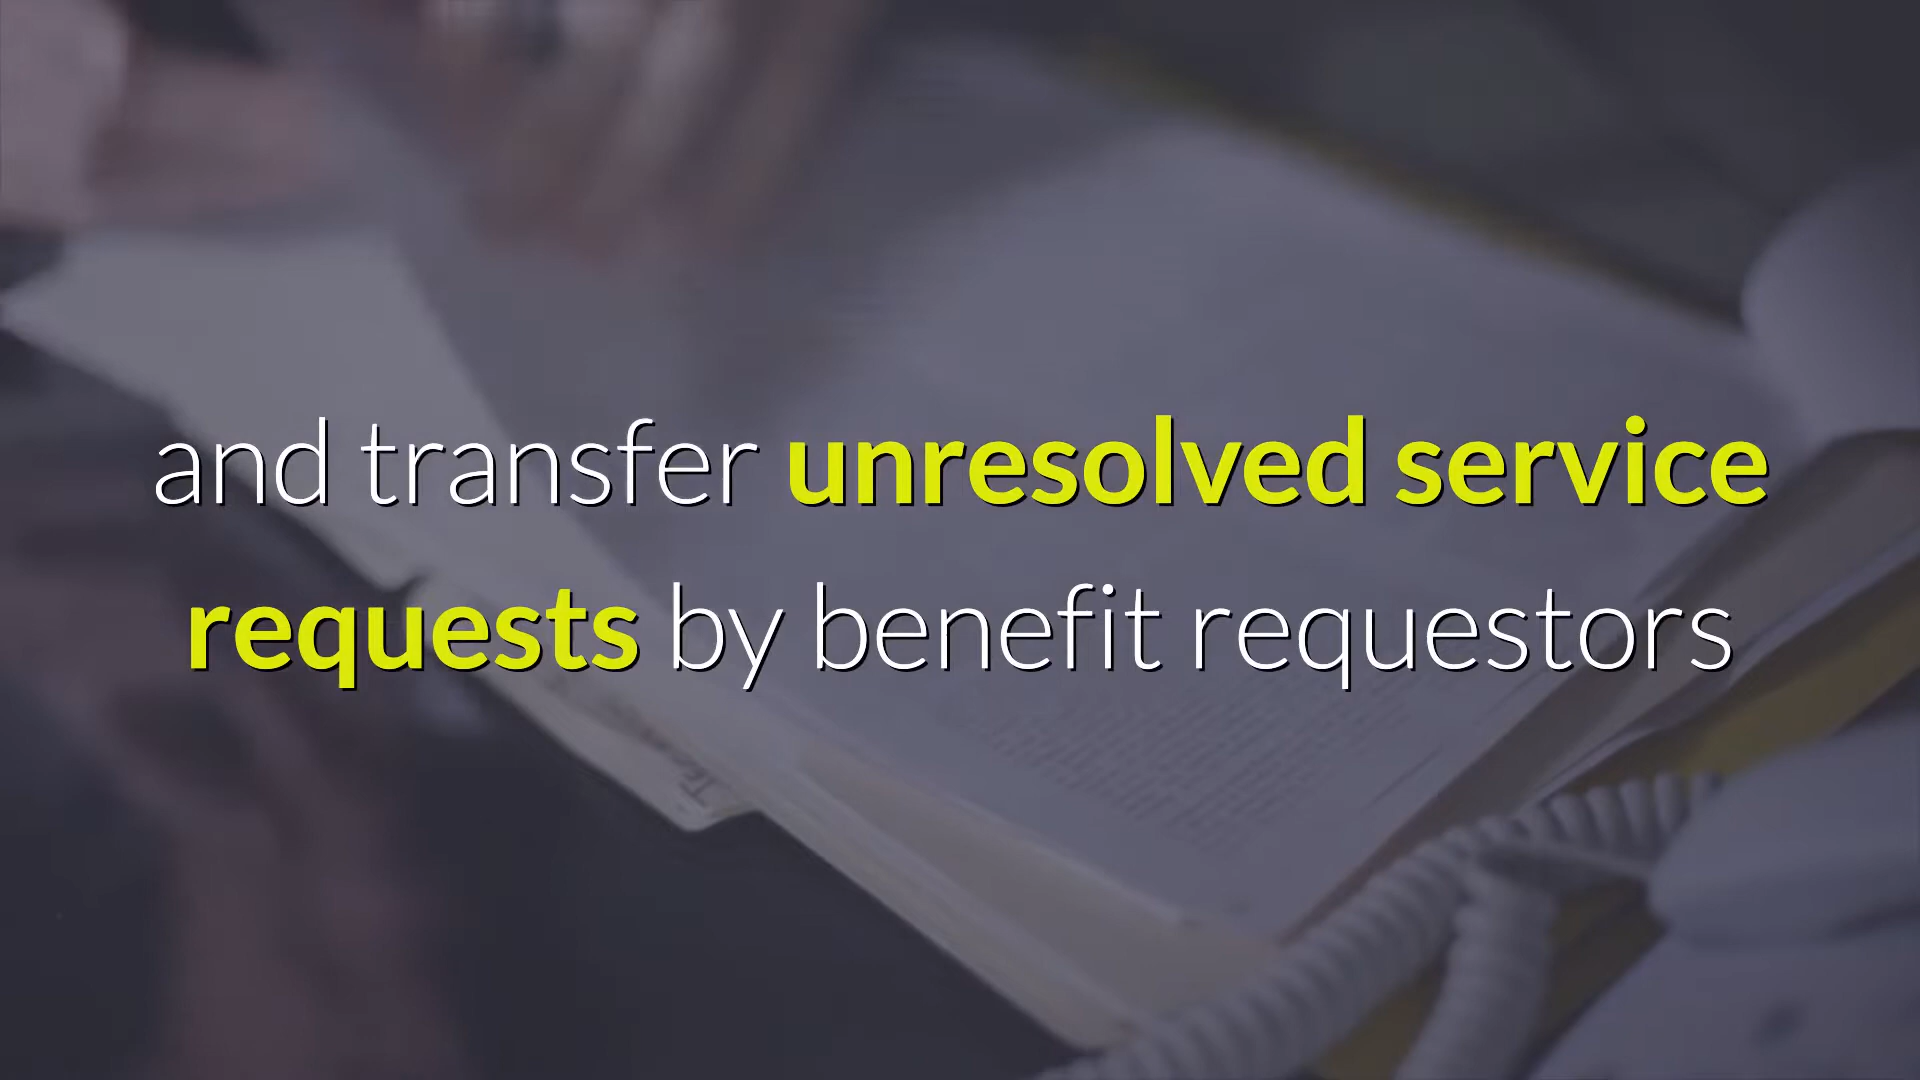 and transfer unresolved service
requests by benefit requestors